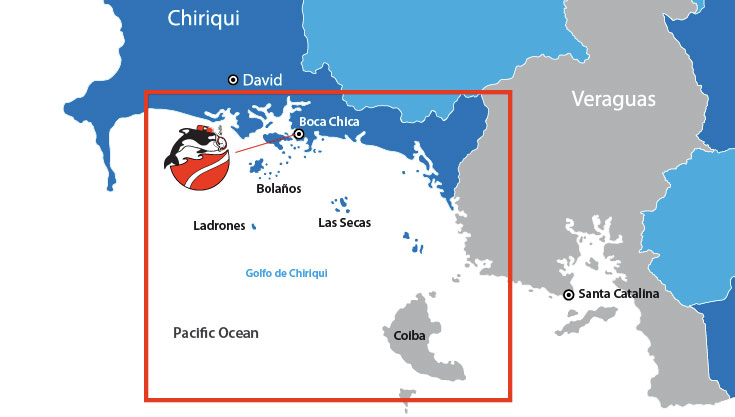 Chiriqui
David
Veraguas
Boca Chica
Bolaños
Ladrones
Las Secas
Golfo de Chiriqui
Santa Catalina
Pacific Ocean
Coiba